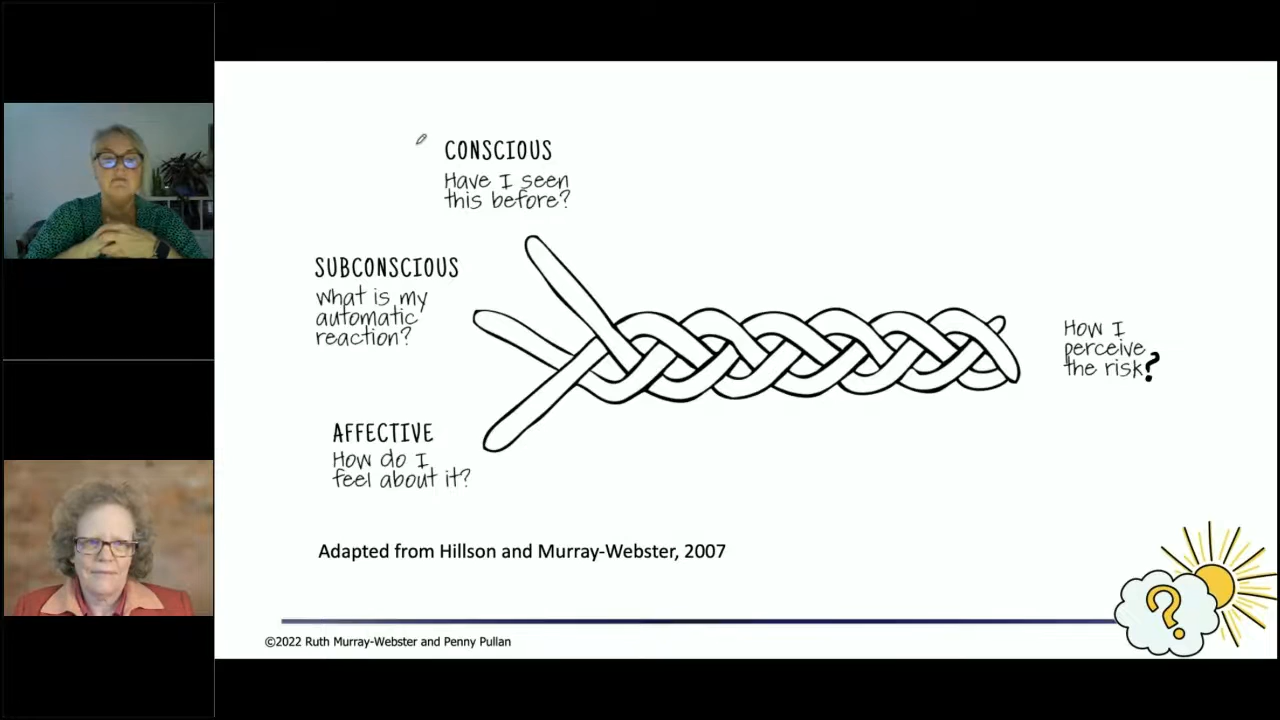 CONSCIOUS
Have I seen
this before?
SUBCONSCIOUS
what is my
automatic
reaction?
AFFECTIVE
How do I
feel about it?
How I
perceive
the risk?
Adapted from Hillson and Murray-Webster, 2007
?
©2022 Ruth Murray-Webster and Penny Pullan